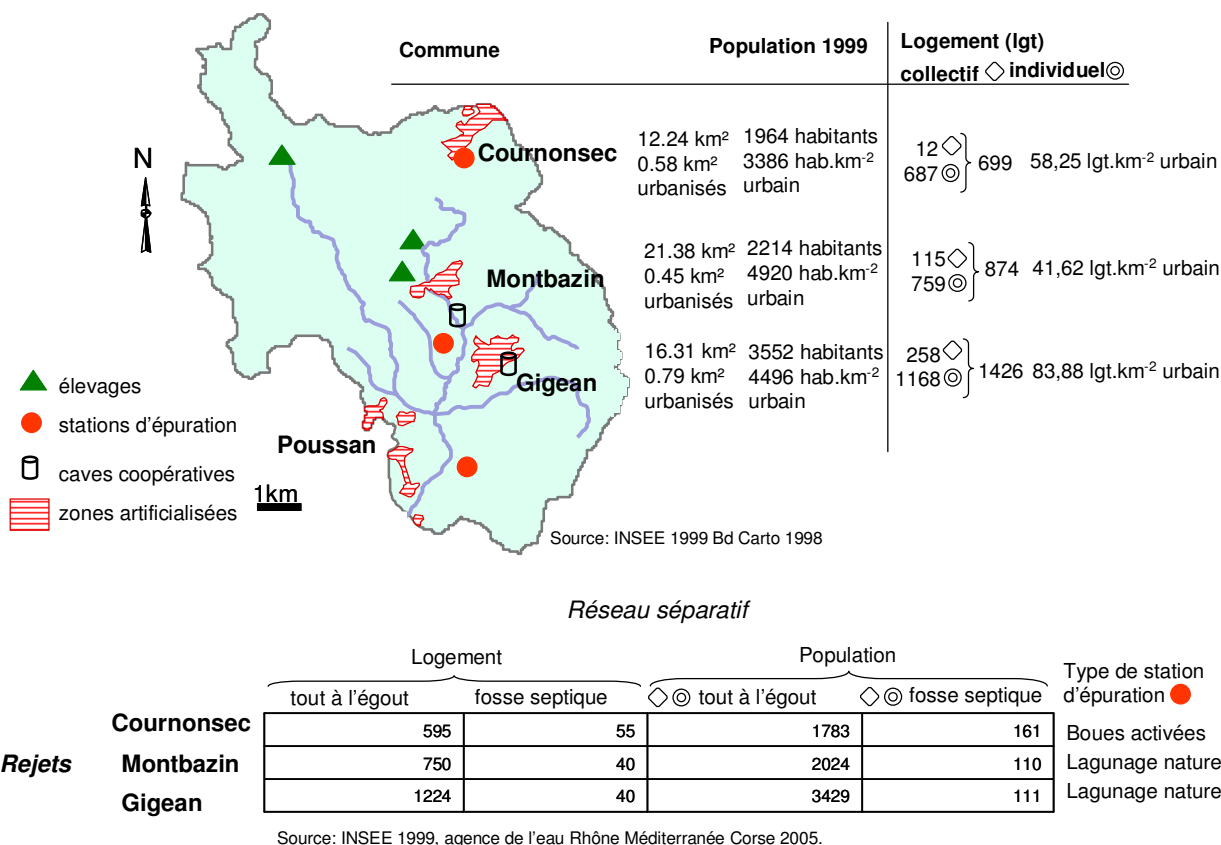 Commune Population 1999 Logement (lgt)
collectif individuel
N
Cournonsec
12.24 km² 1964 habitants
0.58 km² 3386 hab.km-2
urbanisés urbain
12
687
699 58,25 lgt.km-2 urbain
Montbazin
21.38 km² 2214 habitants
0.45 km² 4920 hab.km-2
urbanisés urbain
115
759
874 41,62 lgt.km-2 urbain
Gigean
16.31 km² 3552 habitants
0.79 km² 4496 hab.km-2
urbanisés urbain
258
1168
1426 83,88 lgt.km-2 urbain
Poussan
élevages
stations d'épuration
caves coopératives
zones artificialisées
1km
Source: INSEE 1999 Bd Carto 1998
Réseau séparatif
Logement Population Type de station
d'épuration
tout à l'égout fosse septique tout à l'égout fosse septique
Rejets
Cournonsec 595 55 1783 161 Boues activées
Montbazin 750 40 2024 110 Lagunage nature
Gigean 1224 40 3429 111 Lagunage nature
Source: INSEE 1999, agence de l'eau Rhône Méditerranée Corse 2005.